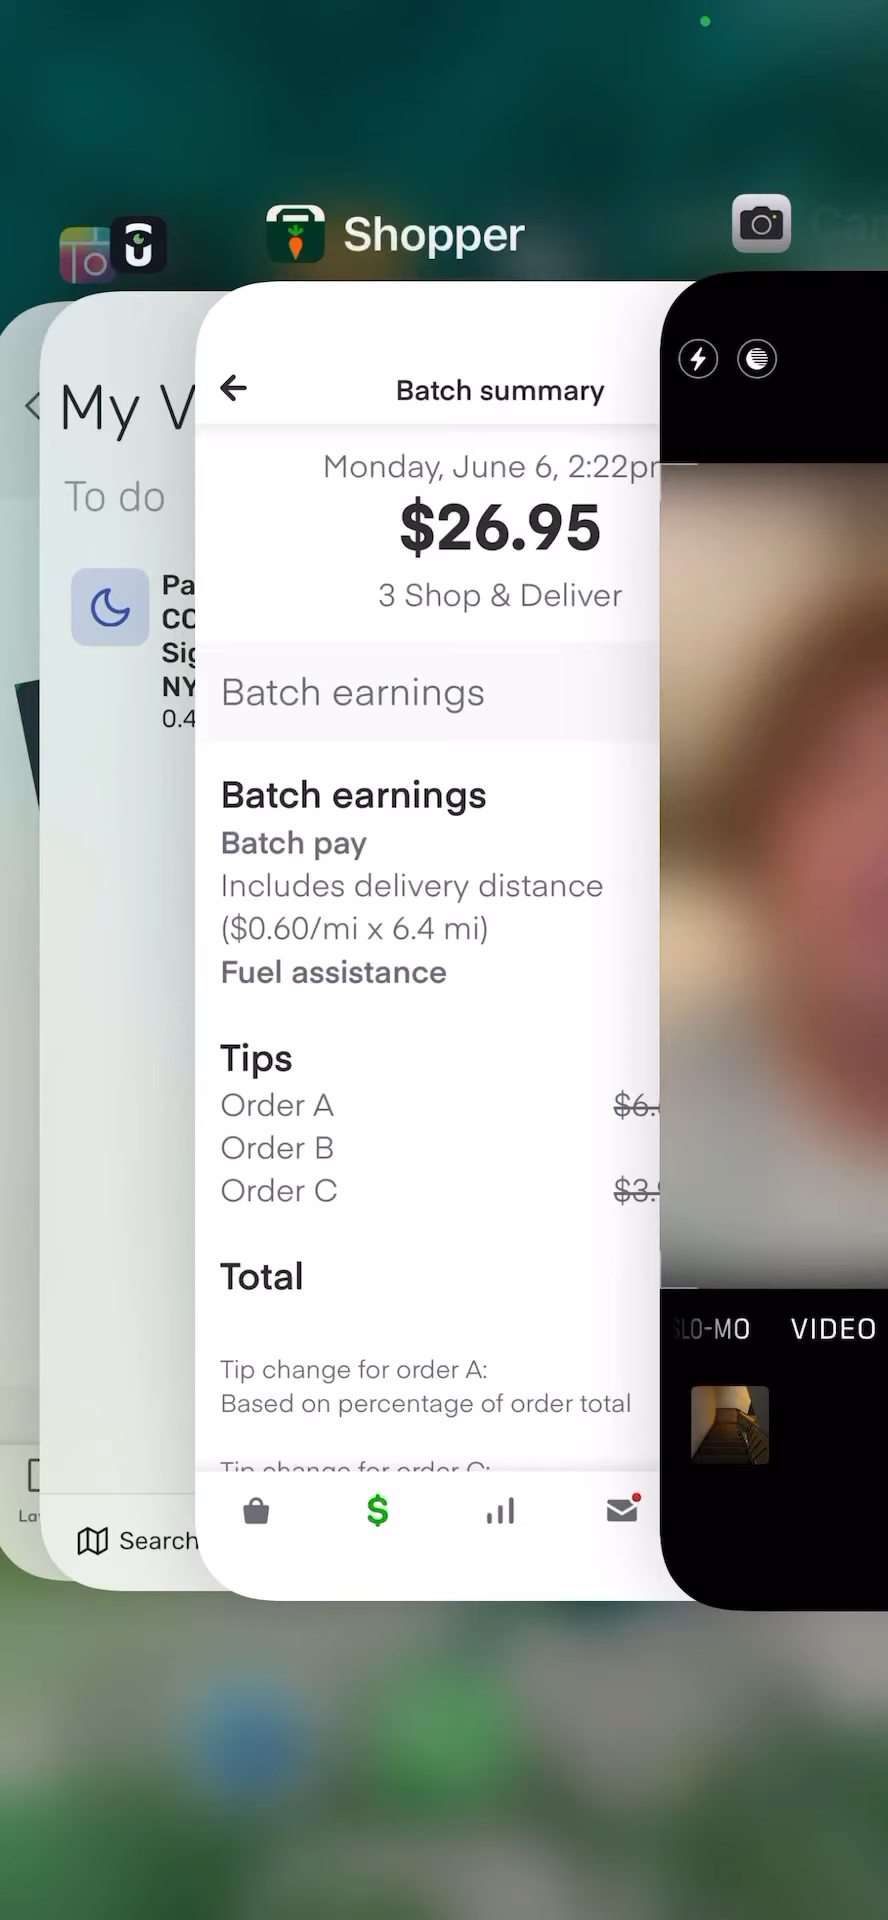 Shopper
My V
To do
Pa
CC
Sig
NY
0.4
Search
Batch summary
Monday, June 6, 2:22p
$26.95
3 Shop & Deliver
Batch earnings
Batch earnings
Batch pay
Includes delivery distance
($0.60/mi x 6.4 mi)
Fuel assistance
Tips
Order A $6.
Order B
Order C $3.
Total
Tip change for order A:
Based on percentage of order total
Tip change for order C:
SLO-MO VIDEO